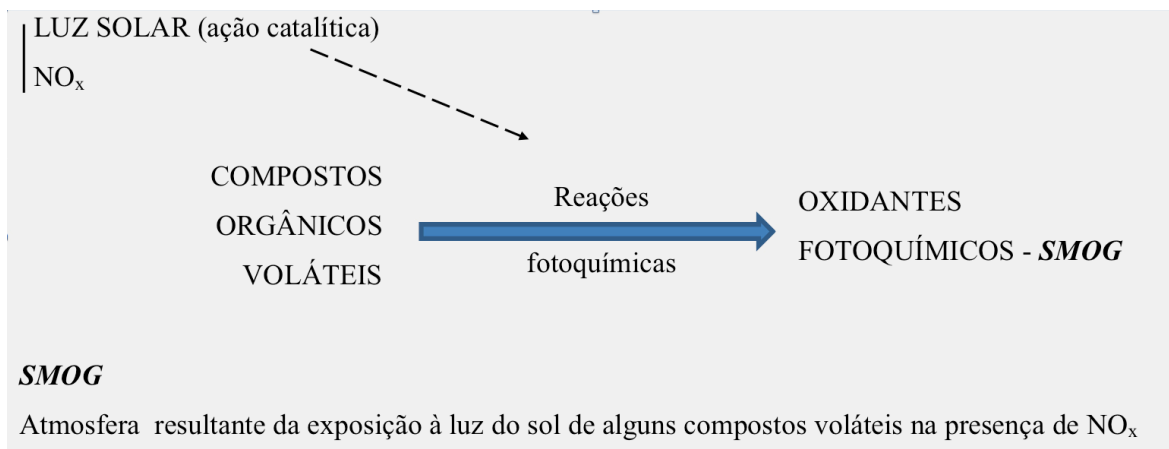 LUZ SOLAR (ação catalítica)
NOx
COMPOSTOS
ORGÂNICOS
VOLÁTEIS
Reações
fotoquímicas
OXIDANTES
FOTOQUÍMICOS - SMOG
SMOG
Atmosfera resultante da exposição à luz do sol de alguns compostos voláteis na presença de NOx